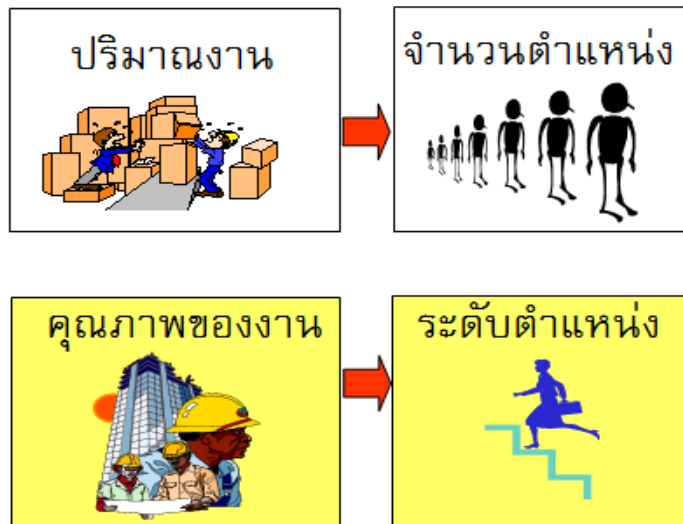 ปริมาณงาน
จำนวนตำแหน่ง
คุณภาพของงาน
ระดับตำแหน่ง